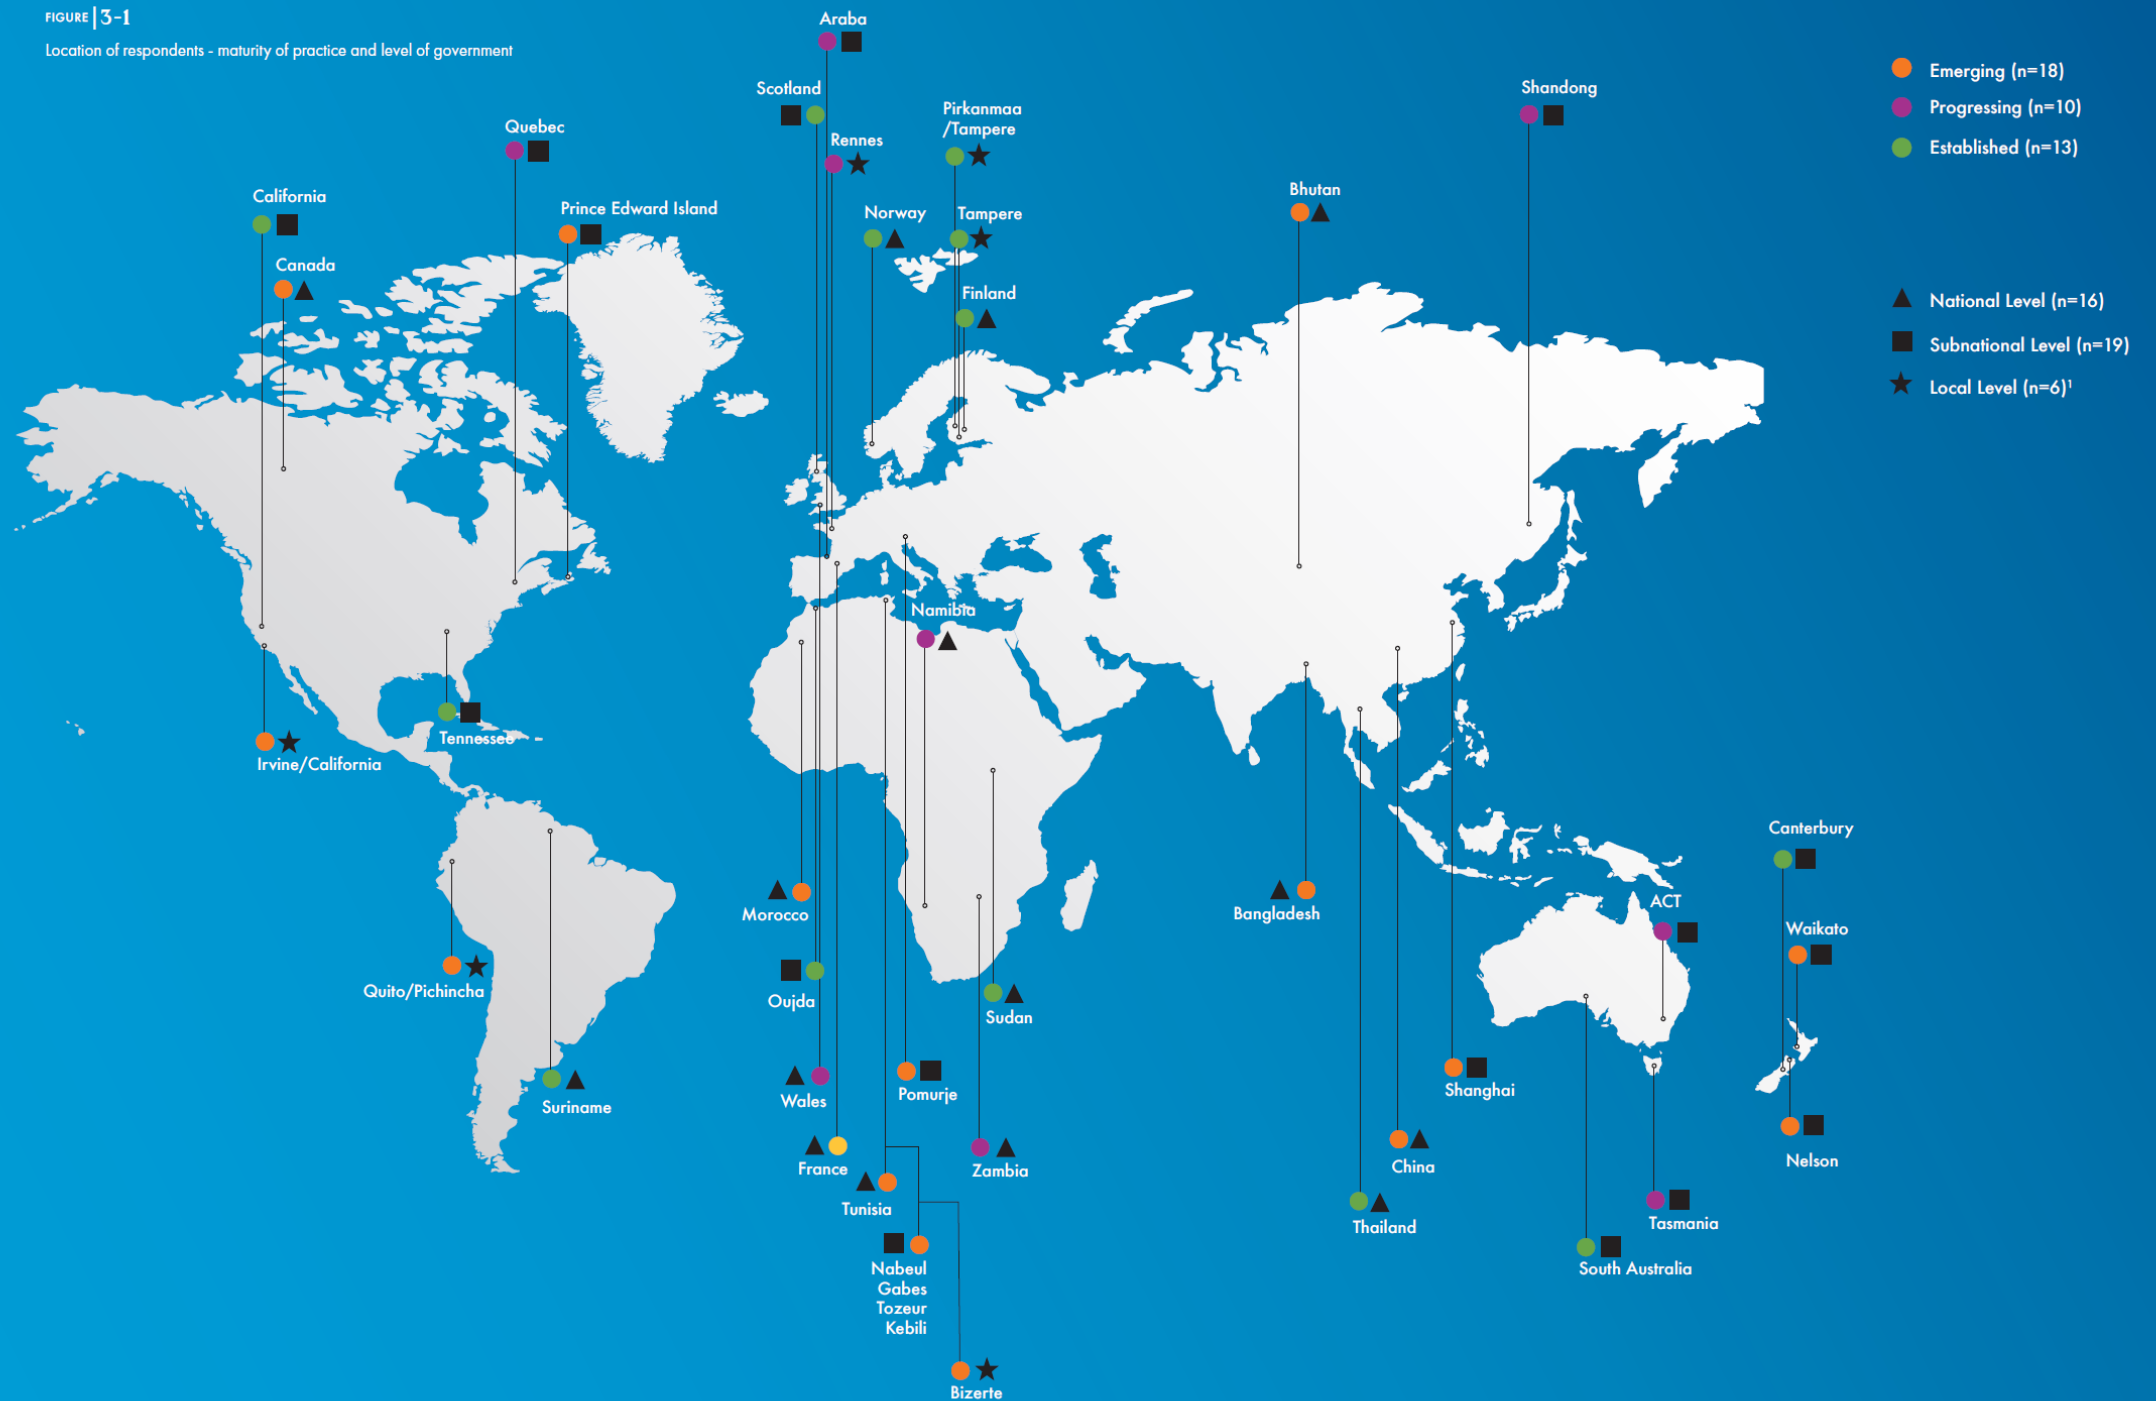 FIGURE | 3-1
Location of respondents - maturity of practice and level of government
Araba
Scotland
Rennes
Pirkanmaa
/Tampere
Shandong
Emerging (n=18)
Progressing (n=10)
Established (n=13)
Quebec
California
Prince Edward Island
Norway
Tampere
Bhutan
Canada
Finland
National Level (n=16)
Subnational Level (n=19)
Local Level (n=6)¹
Namibia
Tennessee
Irvine/California
Canterbury
ACT
Waikato
Morocco
Bangladesh
Quito/Pichincha
Oujda
Sudan
Suriname
Wales
Pomurje
Shanghai
France
Zambia
China
Nelson
Tunisia
Thailand
Tasmania
Nabeul
Gabes
Tozeur
Kebili
South Australia
Bizerte